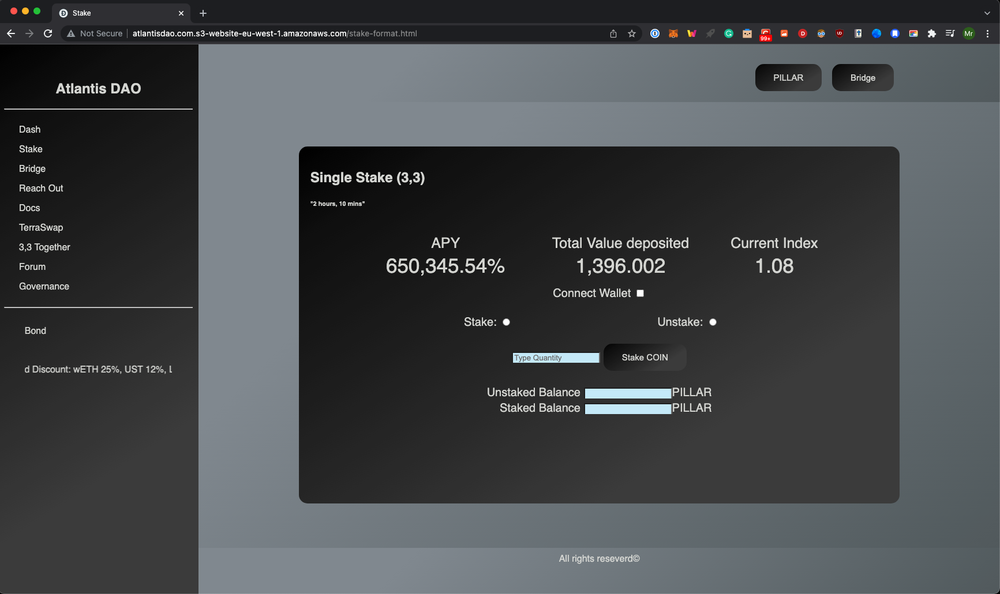 Stake
Not Secure atlantisdao.com.s3-website-eu-west-1.amazonaws.com/stake-format.html
99+
Mr
PILLAR Bridge
Atlantis DAO
Dash
Stake
Bridge
Reach Out
Docs
TerraSwap
3,3 Together
Forum
Governance
Bond
d Discount: wETH 25%, UST 12%, L
Single Stake (3,3)
"2 hours, 10 mins"
APY Total Value deposited Current Index
650,345.54% 1,396.002 1.08
Connect Wallet
Stake: Unstake:
Type Quantity Stake COIN
Unstaked Balance PILLAR
Staked Balance PILLAR
All rights reseverd©